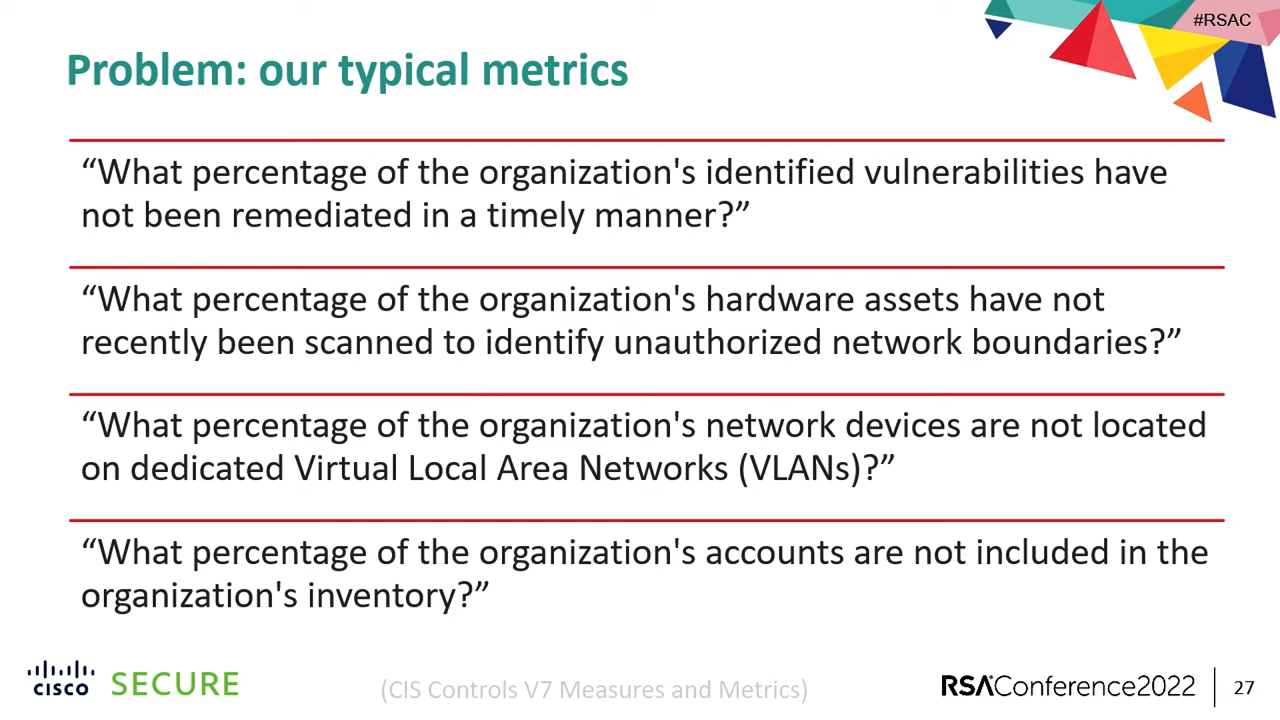 #RSAC
Problem: our typical metrics
“What percentage of the organization's identified vulnerabilities have
not been remediated in a timely manner?”
“What percentage of the organization's hardware assets have not
recently been scanned to identify unauthorized network boundaries?”
“What percentage of the organization's network devices are not located
on dedicated Virtual Local Area Networks (VLANs)?”
“What percentage of the organization's accounts are not included in the
organization's inventory?”
CISCO SECURE
(CIS Controls V7 Measures and Metrics)
RSAConference2022
27